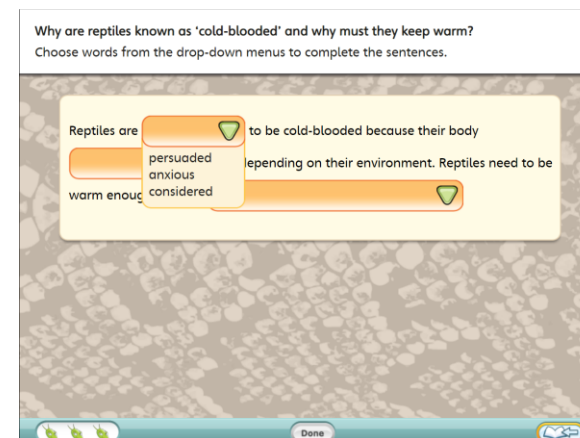 Why are reptiles known as ‘cold-blooded’ and why must they keep warm?
Choose words from the drop-down menus to complete the sentences.
Reptiles are to be cold-blooded because their body
persuaded
anxious
considered
depending on their environment. Reptiles need to be
warm
Done